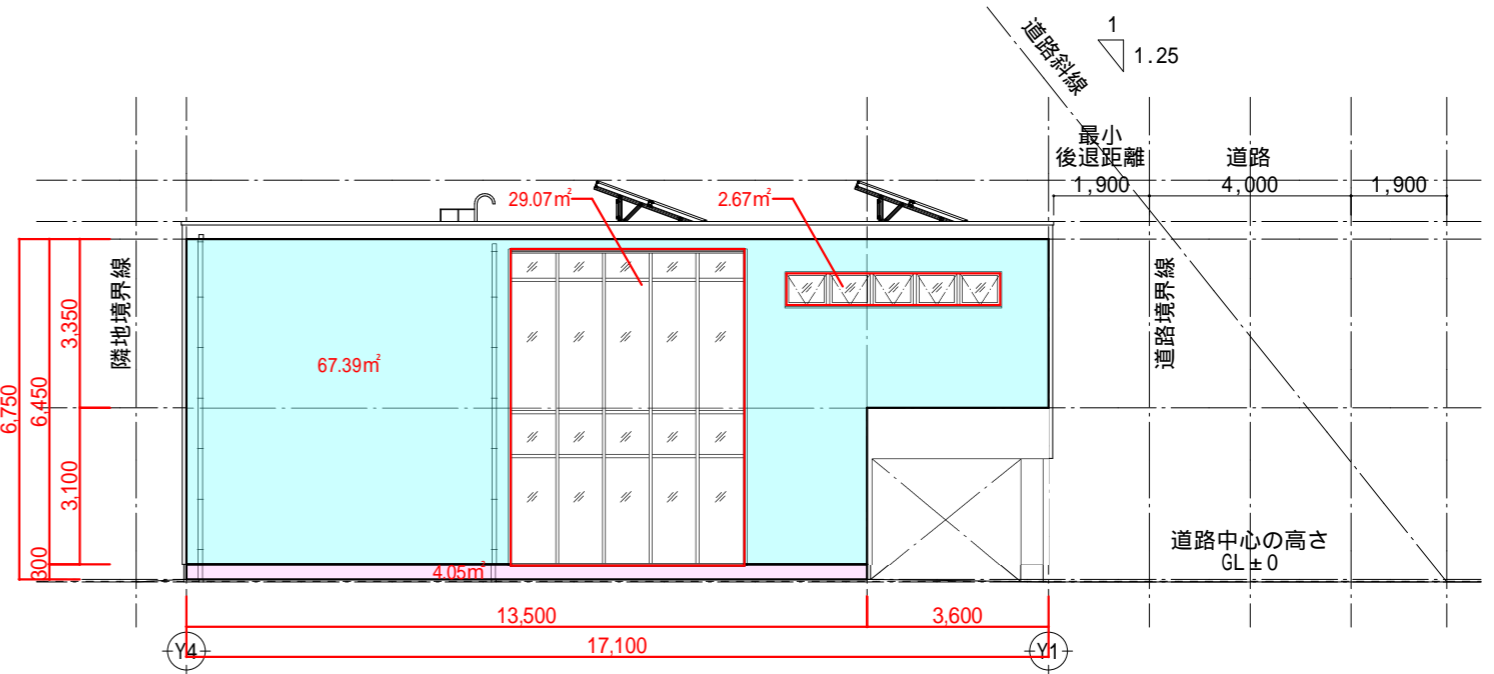 道路斜線
1
1.25
最小
後退距離
道路
1,900
4,000
1,900
29.07㎡
2.67㎡
隣地境界線
道路境界線
67.39㎡
4.05㎡
6,750
6,450
3,350
3,100
300
道路中心の高さ
GL±0
13,500
3,600
17,100
Y4
Y1